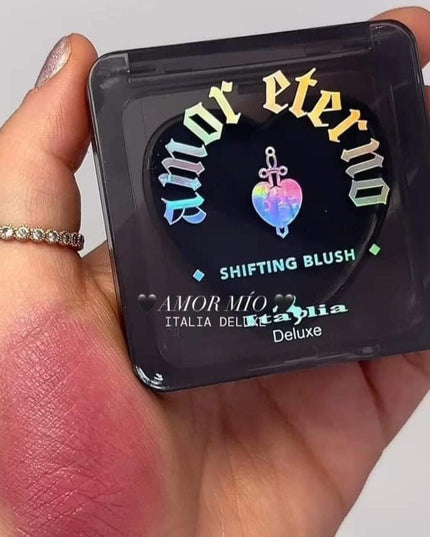 amor eterno
SHIFTING BLUSH
🖤AMOR MÍO🖤
ITALIA DELUXE
italia
Deluxe